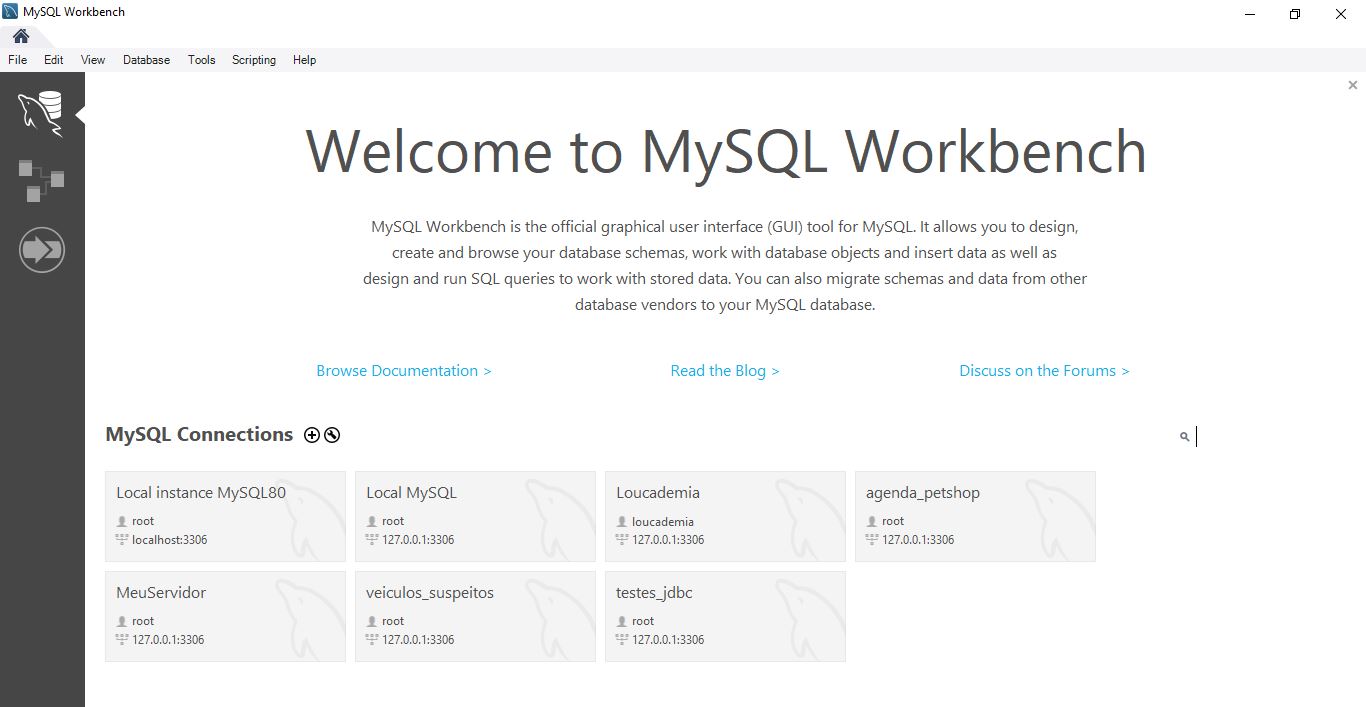 MySQL Workbench
File Edit View Database Tools Scripting Help
Welcome to MySQL Workbench
MySQL Workbench is the official graphical user interface (GUI) tool for MySQL. It allows you to design,
create and browse your database schemas, work with database objects and insert data as well as
design and run SQL queries to work with stored data. You can also migrate schemas and data from other
database vendors to your MySQL database.
Browse Documentation > Read the Blog > Discuss on the Forums >
MySQL Connections
Local instance MySQL80
root
localhost:3306
Local MySQL
root
127.0.0.1:3306
Loucademia
loucademia
127.0.0.1:3306
agenda_petshop
root
127.0.0.1:3306
MeuServidor
root
127.0.0.1:3306
veiculos_suspeitos
root
127.0.0.1:3306
testes_jdbc
root
127.0.0.1:3306